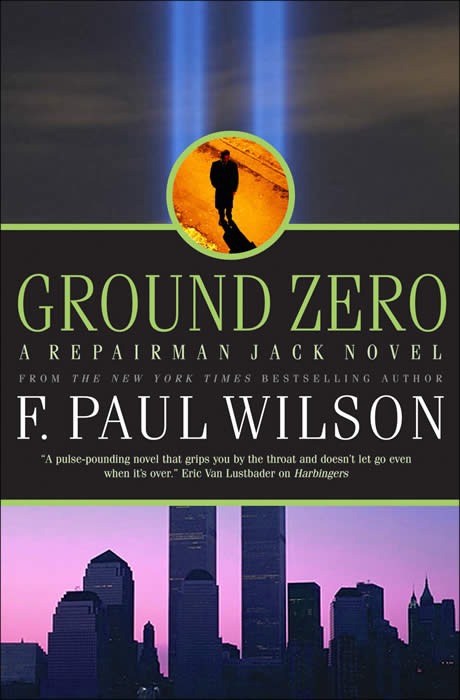 GROUND ZERO
A REPAIRMAN JACK NOVEL
FROM THE NEW YORK TIMES BESTSELLING AUTHOR
F. PAUL WILSON
“A pulse-pounding novel that grips you by the throat and doesn’t let go even
when it’s over.” Eric Van Lustbader on Harbingers